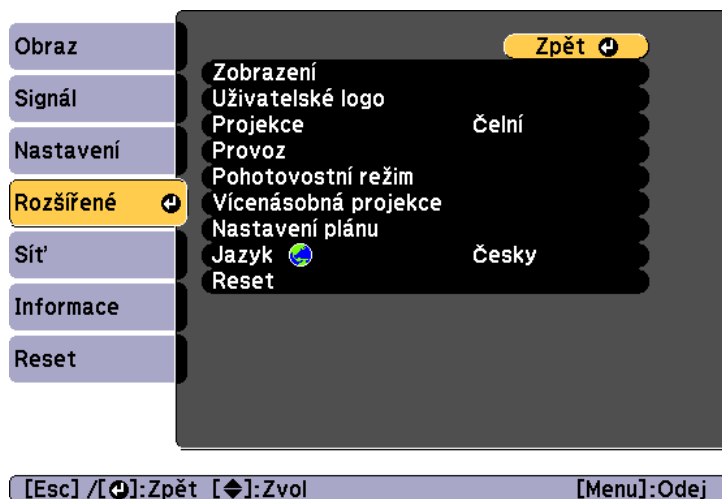 Obraz
Signál
Nastavení
Rozšířené
Síť
Informace
Reset
Zpět
Zobrazení
Uživatelské logo
Projekce Čelní
Provoz
Pohotovostní režim
Vícenásobná projekce
Nastavení plánu
Jazyk Česky
Reset
[Esc] /[ ]:Zpět [ ]:Zvol [Menu]:Odej